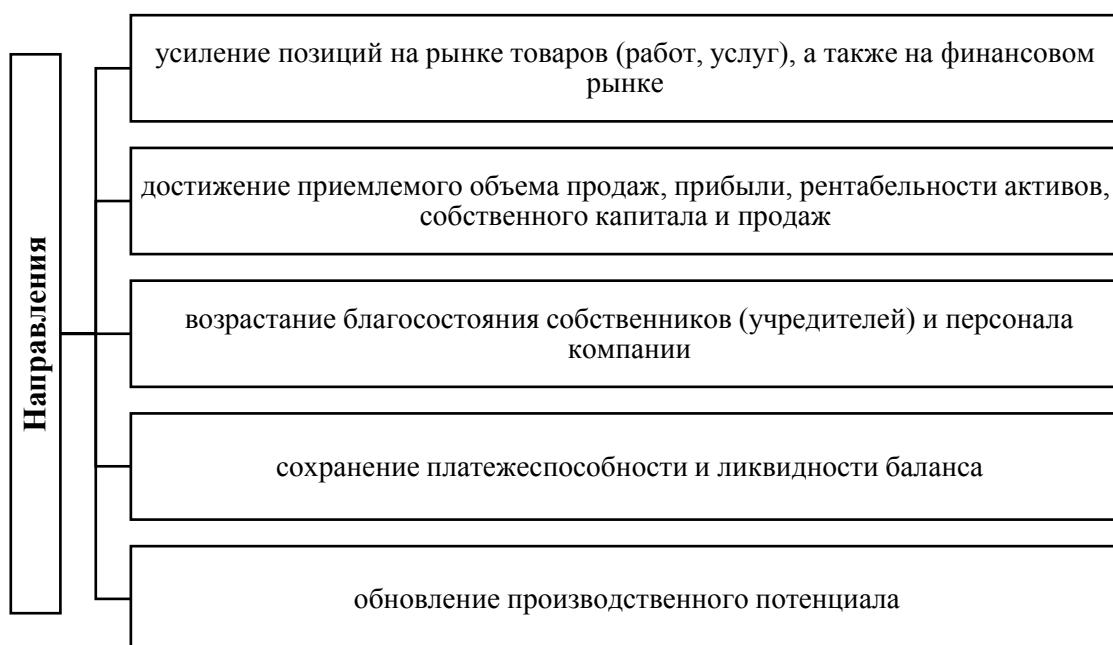 Направления
усиление позиций на рынке товаров (работ, услуг), а также на финансовом
рынке
достижение приемлемого объема продаж, прибыли, рентабельности активов,
собственного капитала и продаж
возрастание благосостояния собственников (учредителей) и персонала
компании
сохранение платежеспособности и ликвидности баланса
обновление производственного потенциала